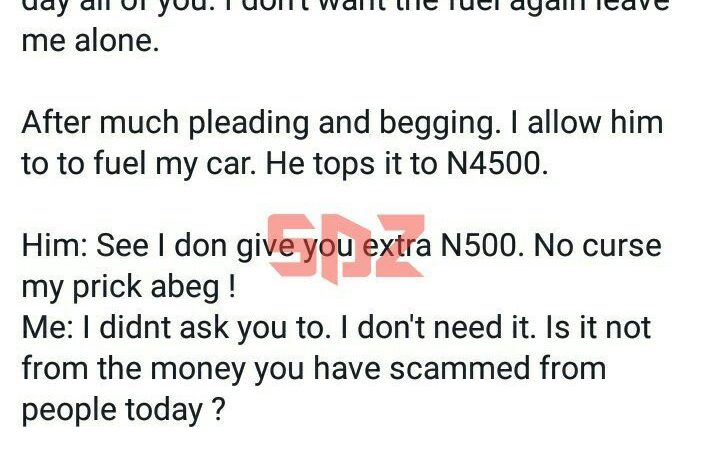 day all of you. I don't want the fuel again leave
me alone.
After much pleading and begging. I allow him
to to fuel my car. He tops it to N4500.
SDZ
Him: See I don give you extra N500. No curse
my prick abeg !
Me: I didnt ask you to. I don't need it. Is it not
from the money you have scammed from
people today ?